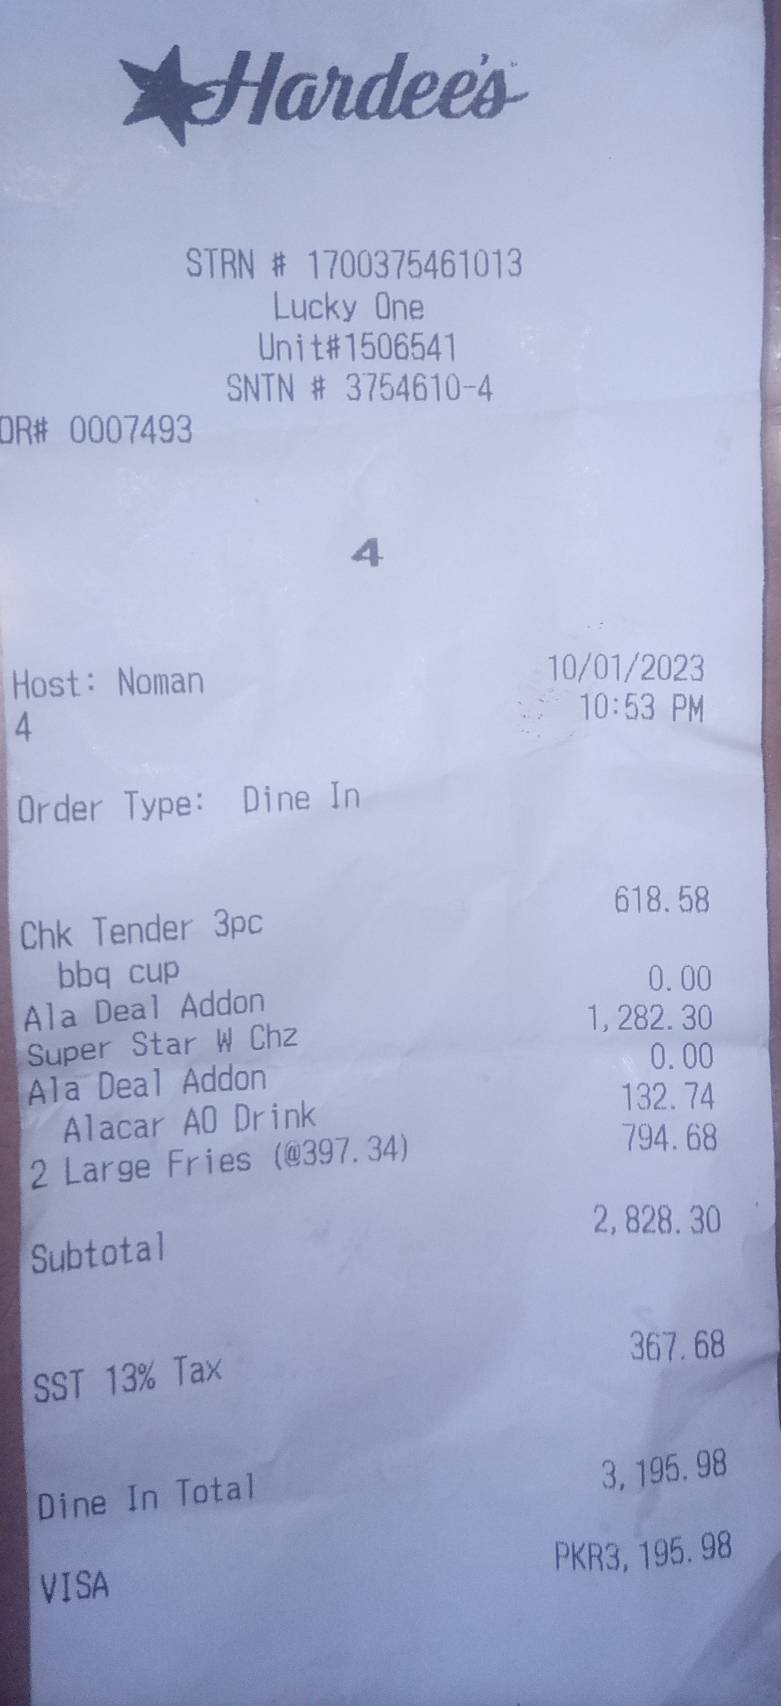 Hardee's
STRN # 1700375461013
Lucky One
Unit#1506541
SNTN # 3754610-4
OR# 0007493
4
Host: Noman 10/01/2023
4 10:53 PM
Order Type: Dine In
Chk Tender 3pc 618.58
bbq cup
Ala Deal Addon 0.00
Super Star W Chz 1,282.30
Ala Deal Addon 0.00
Alacar AO Drink 132.74
2 Large Fries (@397.34) 794.68
Subtotal 2,828.30
SST 13% Tax 367.68
Dine In Total 3,195.98
VISA PKR3,195.98